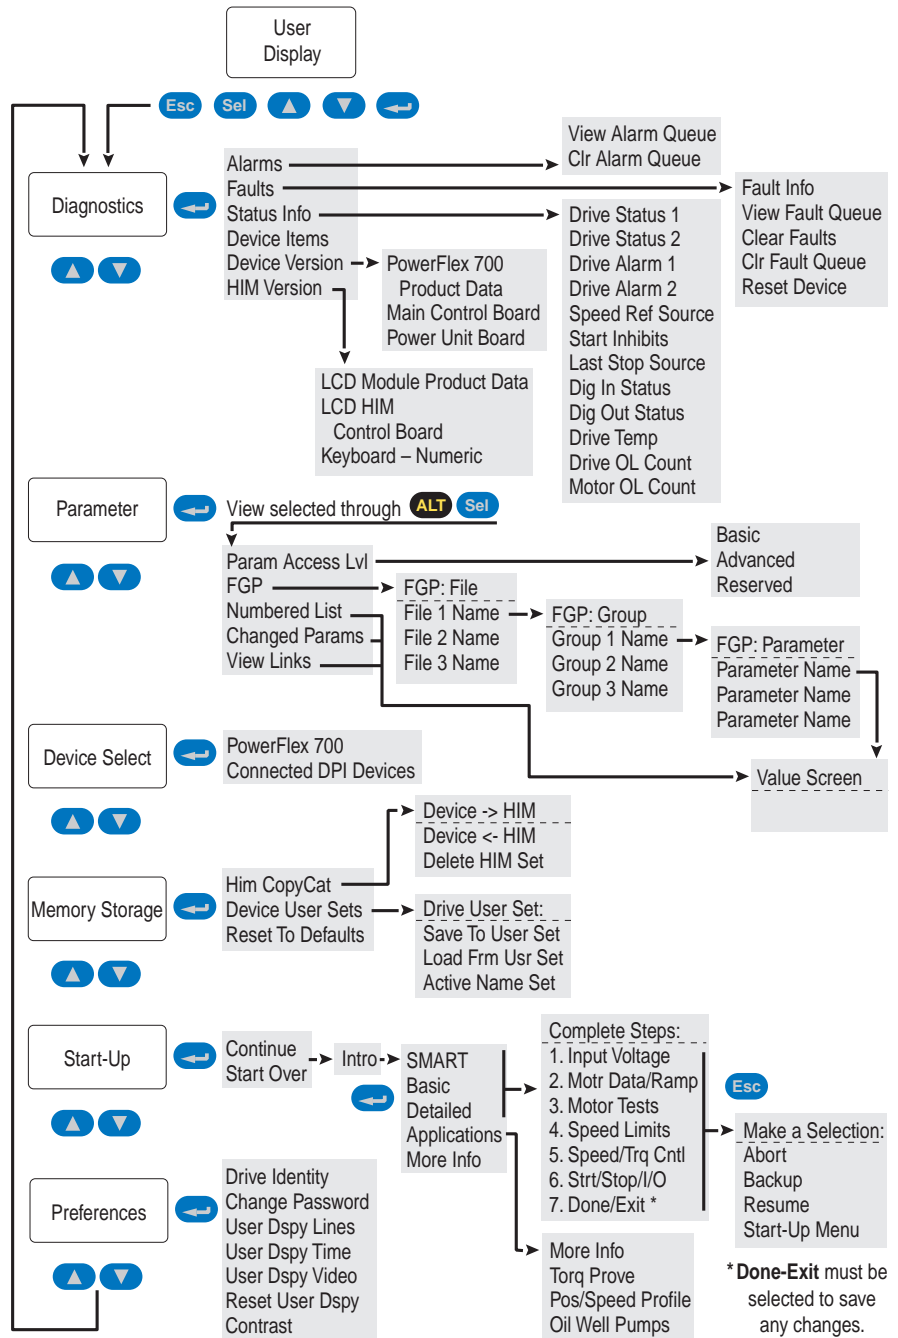 User
Display
Esc
Sel
Diagnostics
Alarms
Faults
Status Info
Device Items
Device Version
HIM Version
View Alarm Queue
Clr Alarm Queue
Fault Info
View Fault Queue
Clear Faults
Clr Fault Queue
Reset Device
Drive Status 1
Drive Status 2
Drive Alarm 1
Drive Alarm 2
Speed Ref Source
Start Inhibits
Last Stop Source
Dig In Status
Dig Out Status
Drive Temp
Drive OL Count
Motor OL Count
PowerFlex 700
Product Data
Main Control Board
Power Unit Board
LCD Module Product Data
LCD HIM
Control Board
Keyboard – Numeric
Parameter
View selected through
ALT
Sel
Param Access Lvl
FGP
Numbered List
Changed Params
View Links
Basic
Advanced
Reserved
FGP: File
File 1 Name
File 2 Name
File 3 Name
FGP: Group
Group 1 Name
Group 2 Name
Group 3 Name
FGP: Parameter
Parameter Name
Parameter Name
Parameter Name
Value Screen
Device Select
PowerFlex 700
Connected DPI Devices
Memory Storage
Him CopyCat
Device User Sets
Reset To Defaults
Device -> HIM
Device <- HIM
Delete HIM Set
Drive User Set:
Save To User Set
Load Frm Usr Set
Active Name Set
Start-Up
Continue
Start Over
Intro
SMART
Basic
Detailed
Applications
More Info
Complete Steps:
1. Input Voltage
2. Motr Data/Ramp
3. Motor Tests
4. Speed Limits
5. Speed/Trq Cntl
6. Strt/Stop/I/O
7. Done/Exit *
Esc
Make a Selection:
Abort
Backup
Resume
Start-Up Menu
More Info
Torq Prove
Pos/Speed Profile
Oil Well Pumps
* Done-Exit must be
selected to save
any changes.
Preferences
Drive Identity
Change Password
User Dspy Lines
User Dspy Time
User Dspy Video
Reset User Dspy
Contrast